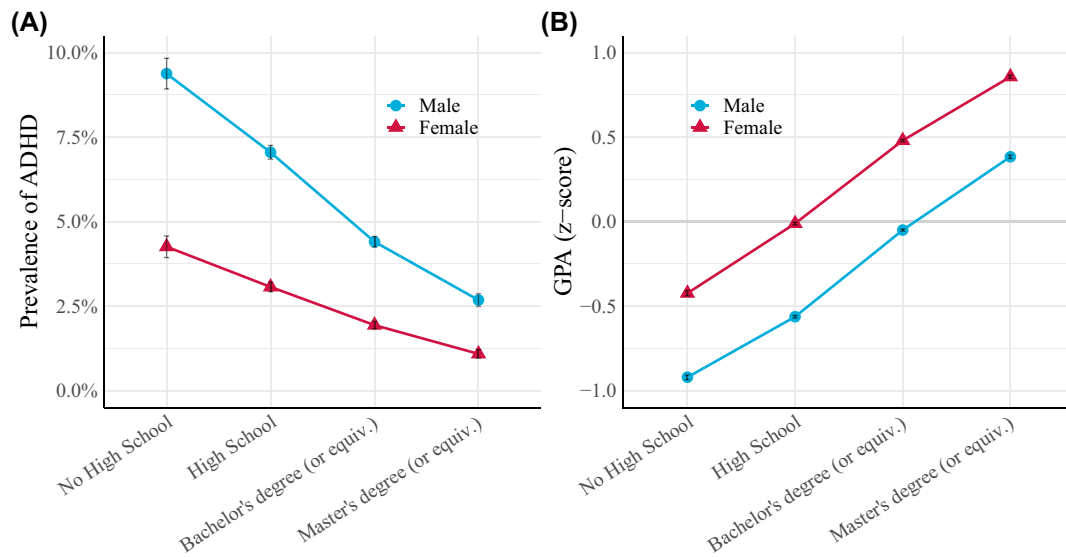 (A)
Prevalence of ADHD
10.0%
7.5%
5.0%
2.5%
0.0%
Male
Female
No High School
High School
Bachelor's degree (or equiv.)
Master's degree (or equiv.)
(B)
GPA (z−score)
1.0
0.5
0.0
−0.5
−1.0
Male
Female
No High School
High School
Bachelor's degree (or equiv.)
Master's degree (or equiv.)